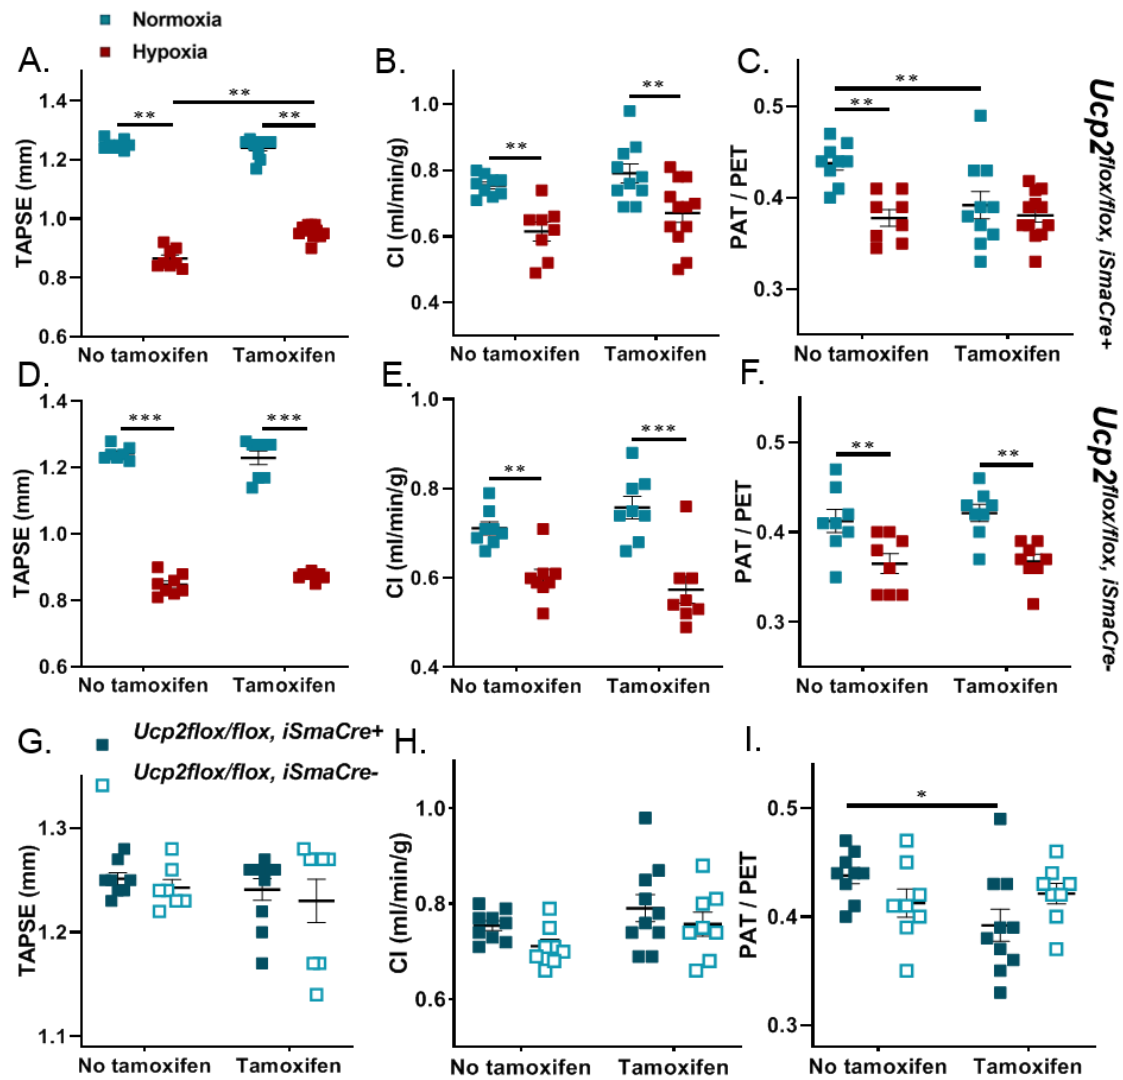 Normoxia
Hypoxia
A.
B.
C.
TAPSE (mm)
1.4
1.2
1.0
0.8
0.6
**
**
**
No tamoxifen
Tamoxifen
CI (ml/min/g)
1.0
0.8
0.6
0.4
**
**
No tamoxifen
Tamoxifen
PAT / PET
0.5
0.4
0.3
**
**
No tamoxifen
Tamoxifen
Ucp2flox/flox, iSmaCre+
D.
E.
F.
TAPSE (mm)
1.4
1.2
1.0
0.8
0.6
***
***
No tamoxifen
Tamoxifen
CI (ml/min/g)
1.0
0.8
0.6
0.4
**
***
No tamoxifen
Tamoxifen
PAT / PET
0.5
0.4
0.3
**
**
No tamoxifen
Tamoxifen
Ucp2flox/flox, iSmaCre-
G.
Ucp2flox/flox, iSmaCre+
Ucp2flox/flox, iSmaCre-
H.
I.
TAPSE (mm)
1.3
1.2
1.1
No tamoxifen
Tamoxifen
CI (ml/min/g)
1.0
0.8
0.6
No tamoxifen
Tamoxifen
PAT / PET
0.5
0.4
0.3
*
No tamoxifen
Tamoxifen